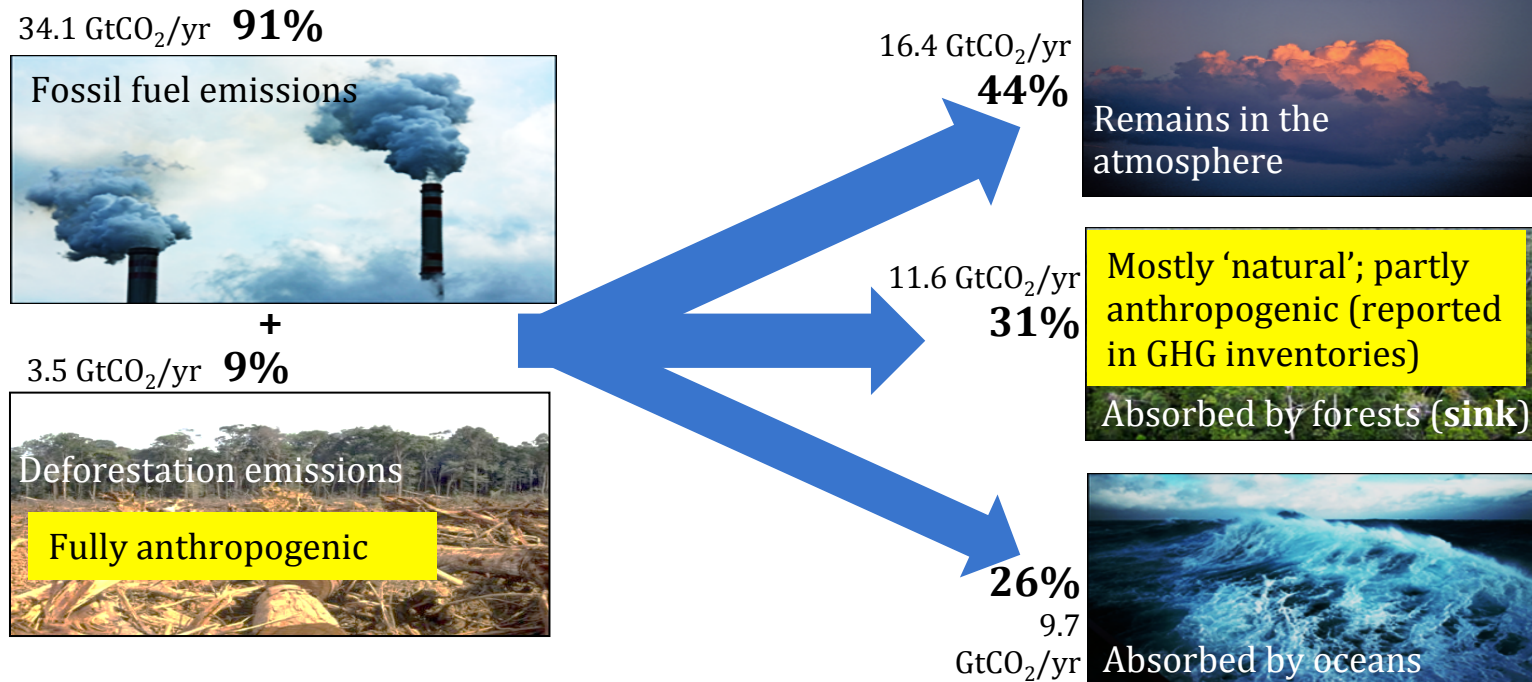 34.1 GtCO₂/yr 91%
Fossil fuel emissions
+
3.5 GtCO₂/yr 9%
Deforestation emissions
Fully anthropogenic
16.4 GtCO₂/yr
44%
Remains in the
atmosphere
11.6 GtCO₂/yr
31%
Mostly ‘natural’; partly
anthropogenic (reported
in GHG inventories)
Absorbed by forests (sink)
26%
9.7
GtCO₂/yr
Absorbed by oceans